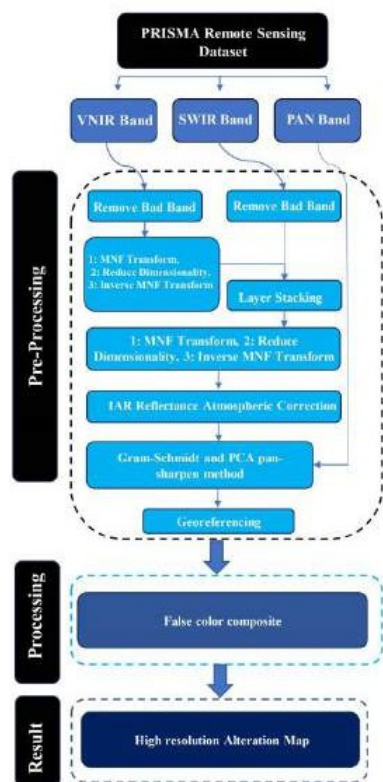 PRISMA Remote Sensing
Dataset
VNIR Band
SWIR Band
PAN Band
Pre-Processing
Remove Bad Band
Remove Bad Band
1: MNF Transform,
2: Reduce Dimensionality,
3: Inverse MNF Transform
Layer Stacking
1: MNF Transform, 2: Reduce
Dimensionality, 3: Inverse MNF Transform
IAR Reflectance Atmospheric Correction
Gram-Schmidt and PCA pan-
sharpen method
Georeferencing
Processing
False color composite
Result
High resolution Alteration Map